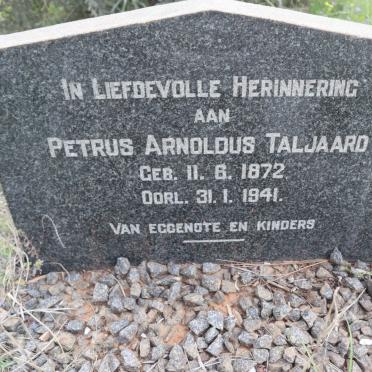 In Liefdevolle Herinnering
aan
Petrus Arnoldus Taljaard
Geb. 11. 6. 1872.
Oorl. 31. 1. 1941.
Van eggenote en kinders